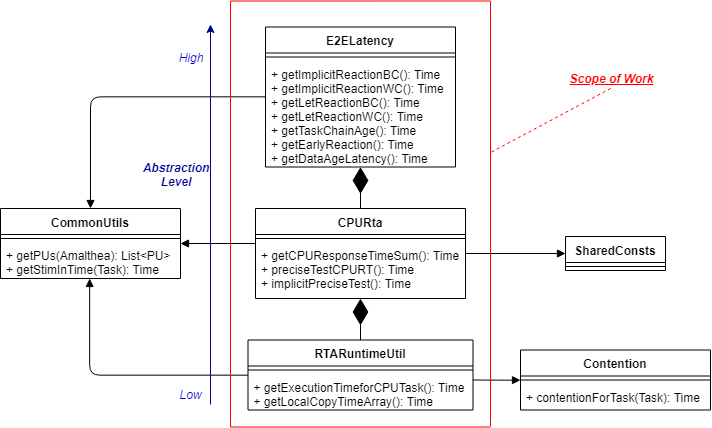 High
E2ELatency
+ getImplicitReactionBC(): Time
+ getImplicitReactionWC(): Time
+ getLetReactionBC(): Time
+ getLetReactionWC(): Time
+ getTaskChainAge(): Time
+ getEarlyReaction(): Time
+ getDataAgeLatency(): Time
Scope of Work
Abstraction
Level
CommonUtils
+ getPUs(Amalthea): List<PU>
+ getStimInTime(Task): Time
CPURta
+ getCPUResponseTimeSum(): Time
+ preciseTestCPURT(): Time
+ implicitPreciseTest(): Time
SharedConsts
RTARuntimeUtil
+ getExecutionTimeforCPUTask(): Time
+ getLocalCopyTimeArray(): Time
Contention
+ contentionForTask(Task): Time
Low